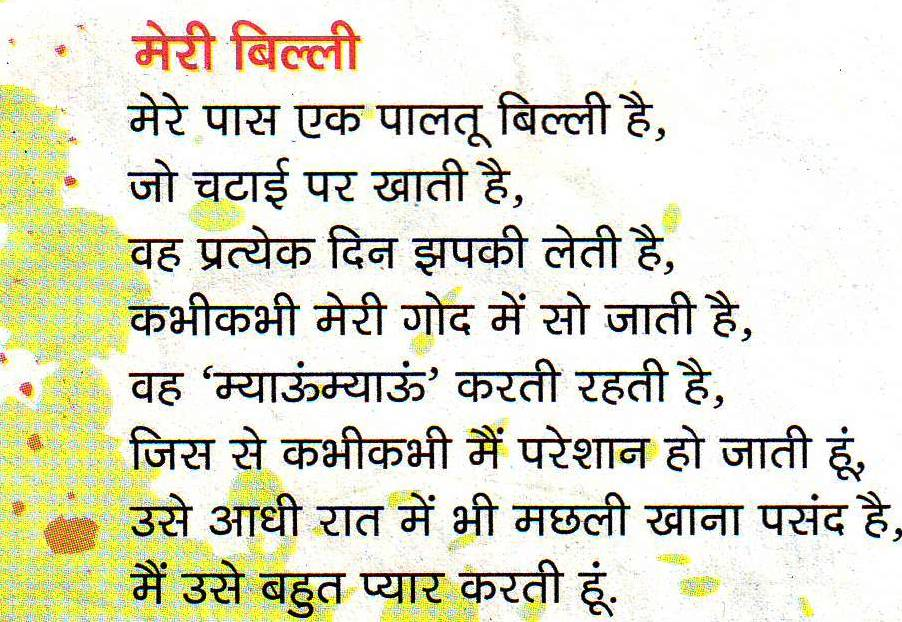 मेरी बिल्ली
मेरे पास एक पालतू बिल्ली है,
जो चटाई पर खाती है,
वह प्रत्येक दिन झपकी लेती है,
कभीकभी मेरी गोद में सो जाती है,
वह ‘म्याऊंम्याऊं’ करती रहती है,
जिस से कभीकभी मैं परेशान हो जाती हूं,
उसे आधी रात में भी मछली खाना पसंद है,
मैं उसे बहुत प्यार करती हूं.